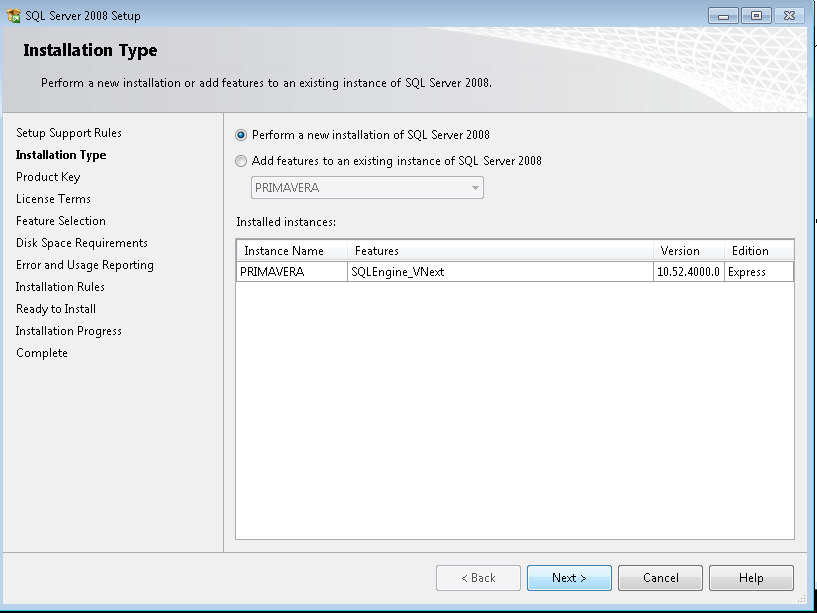 SQL Server 2008 Setup
Installation Type
Perform a new installation or add features to an existing instance of SQL Server 2008.
Setup Support Rules
Installation Type
Product Key
License Terms
Feature Selection
Disk Space Requirements
Error and Usage Reporting
Installation Rules
Ready to Install
Installation Progress
Complete
Perform a new installation of SQL Server 2008
Add features to an existing instance of SQL Server 2008
PRIMAVERA
Installed instances:
Instance Name Features Version Edition
PRIMAVERA SQLEngine_VNext 10.52.4000.0 Express
< Back Next > Cancel Help